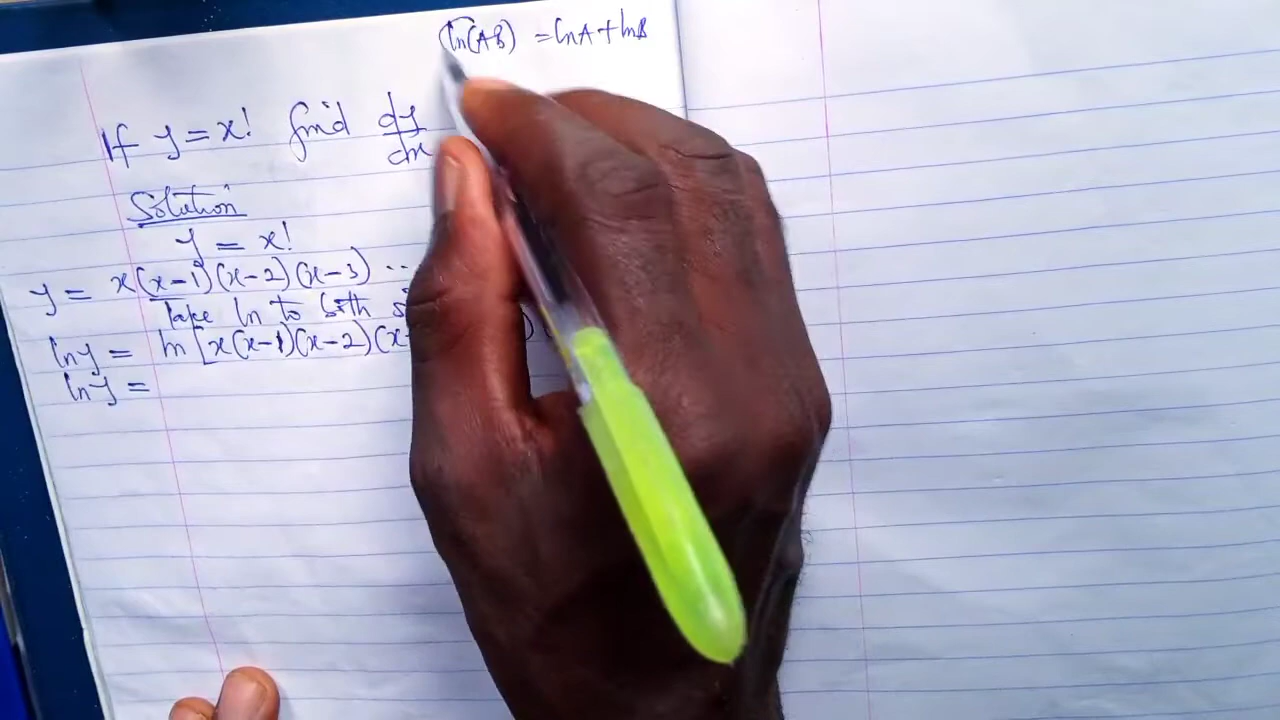 ln(AB) = lnA + lnB
If y = x! find dy/dx
Solution
y = x!
y = x(x-1)(x-2)(x-3) ..
Take ln to both
lny = ln[x(x-1)(x-2)(x-
lny =